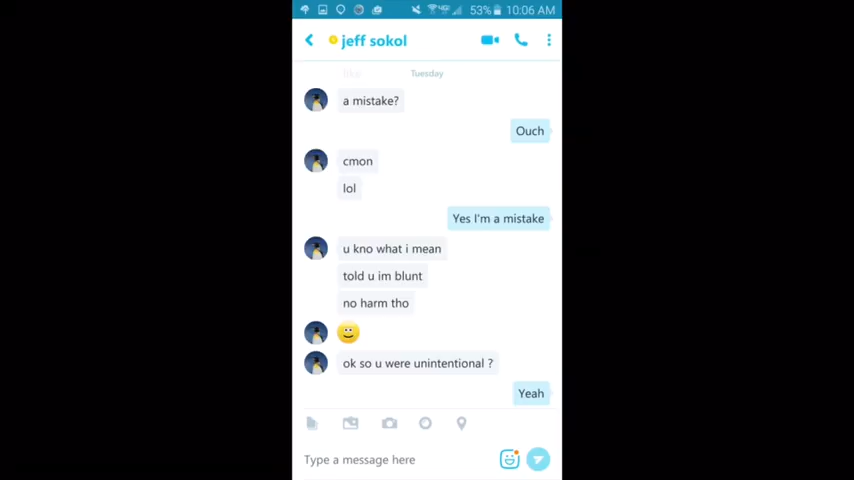 53% 10:06 AM
jeff sokol
like
Tuesday
a mistake?
Ouch
cmon
lol
Yes I'm a mistake
u kno what i mean
told u im blunt
no harm tho
ok so u were unintentional ?
Yeah
Type a message here